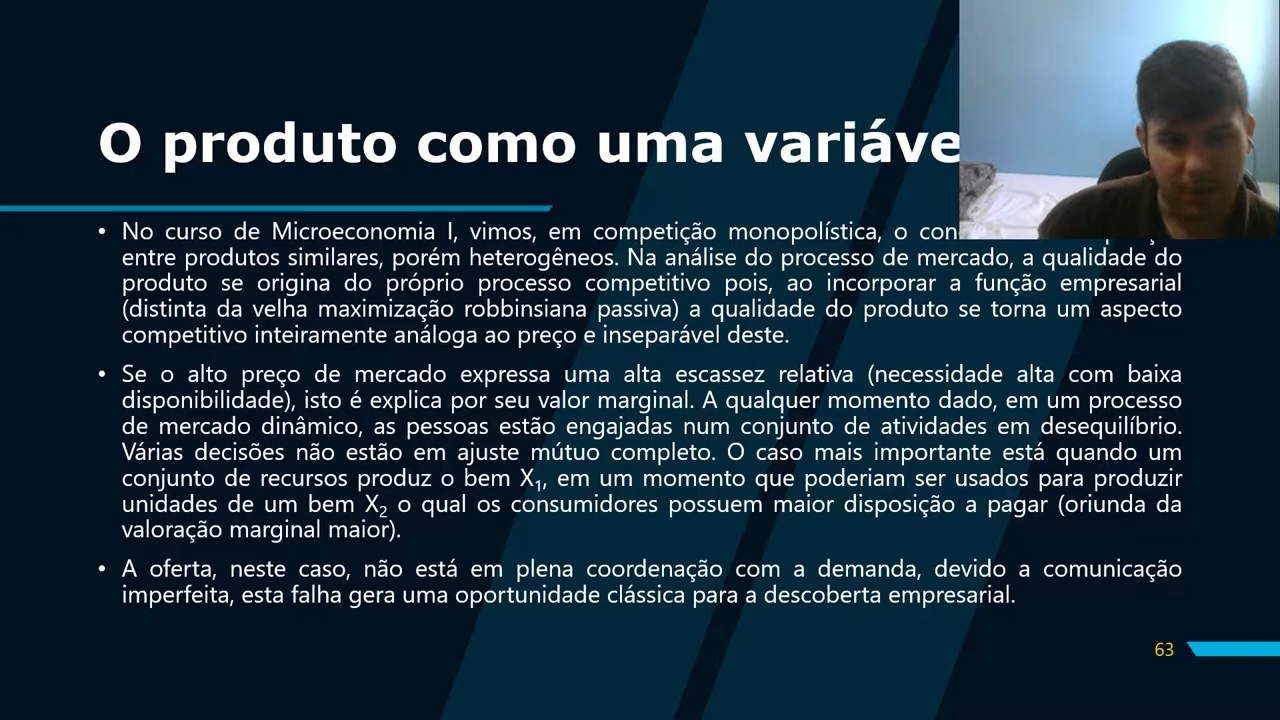 O produto como uma variáve
• No curso de Microeconomia I, vimos, em competição monopolística, o con
entre produtos similares, porém heterogêneos. Na análise do processo de mercado, a qualidade do
produto se origina do próprio processo competitivo pois, ao incorporar a função empresarial
(distinta da velha maximização robbinsiana passiva) a qualidade do produto se torna um aspecto
competitivo inteiramente análoga ao preço e inseparável deste.
• Se o alto preço de mercado expressa uma alta escassez relativa (necessidade alta com baixa
disponibilidade), isto é explica por seu valor marginal. A qualquer momento dado, em um processo
de mercado dinâmico, as pessoas estão engajadas num conjunto de atividades em desequilíbrio.
Várias decisões não estão em ajuste mútuo completo. O caso mais importante está quando um
conjunto de recursos produz o bem X₁, em um momento que poderiam ser usados para produzir
unidades de um bem X₂ o qual os consumidores possuem maior disposição a pagar (oriunda da
valoração marginal maior).
• A oferta, neste caso, não está em plena coordenação com a demanda, devido a comunicação
imperfeita, esta falha gera uma oportunidade clássica para a descoberta empresarial.
63